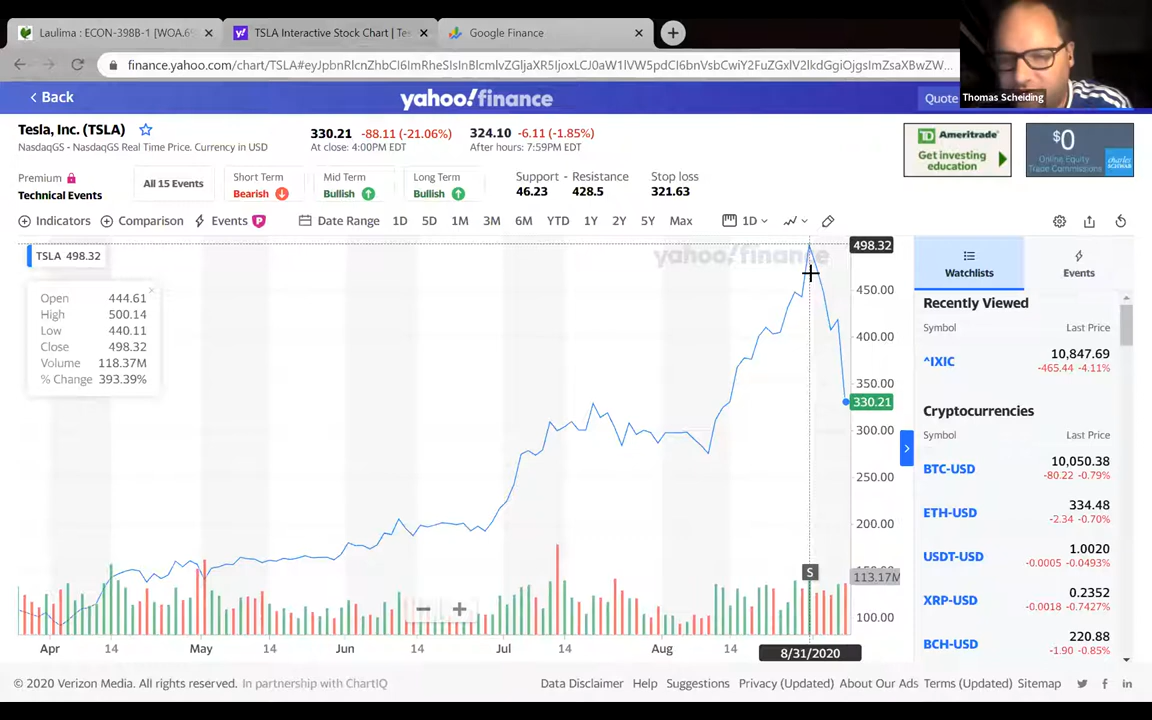 Laulima : ECON-398B-1 [WOA.6
TSLA Interactive Stock Chart | Tes
Google Finance
finance.yahoo.com/chart/TSLA#
Thomas Scheiding
Back
yahoo!finance
Quote
Tesla, Inc. (TSLA)
NasdaqGS - NasdaqGS Real Time Price. Currency in USD
330.21 -88.11 (-21.06%)
At close: 4:00PM EDT
324.10 -6.11 (-1.85%)
After hours: 7:59PM EDT
TD Ameritrade
Get investing
education
$0
Online Equity
Trade Commissions
charles
SCHWAB
Premium
Technical Events
All 15 Events
Short Term
Bearish
Mid Term
Bullish
Long Term
Bullish
Support - Resistance
46.23 428.5
Stop loss
321.63
Indicators
Comparison
Events P
Date Range
1D 5D 1M 3M 6M YTD 1Y 2Y 5Y Max
1D
TSLA 498.32
yahoo!finance
Open 444.61
High 500.14
Low 440.11
Close 498.32
Volume 118.37M
% Change 393.39%
498.32
450.00
400.00
350.00
330.21
300.00
250.00
200.00
113.17M
100.00
S
Apr 14 May 14 Jun 14 Jul 14 Aug 14 8/31/2020
Watchlists
Events
Recently Viewed
Symbol Last Price
^IXIC 10,847.69
-465.44 -4.11%
Cryptocurrencies
Symbol Last Price
BTC-USD 10,050.38
-80.22 -0.79%
ETH-USD 334.48
-2.34 -0.70%
USDT-USD 1.0020
-0.0005 -0.0493%
XRP-USD 0.2352
-0.0018 -0.7427%
BCH-USD 220.88
-1.90 -0.85%
© 2020 Verizon Media. All rights reserved. In partnership with ChartIQ
Data Disclaimer Help Suggestions Privacy (Updated) About Our Ads Terms (Updated) Sitemap